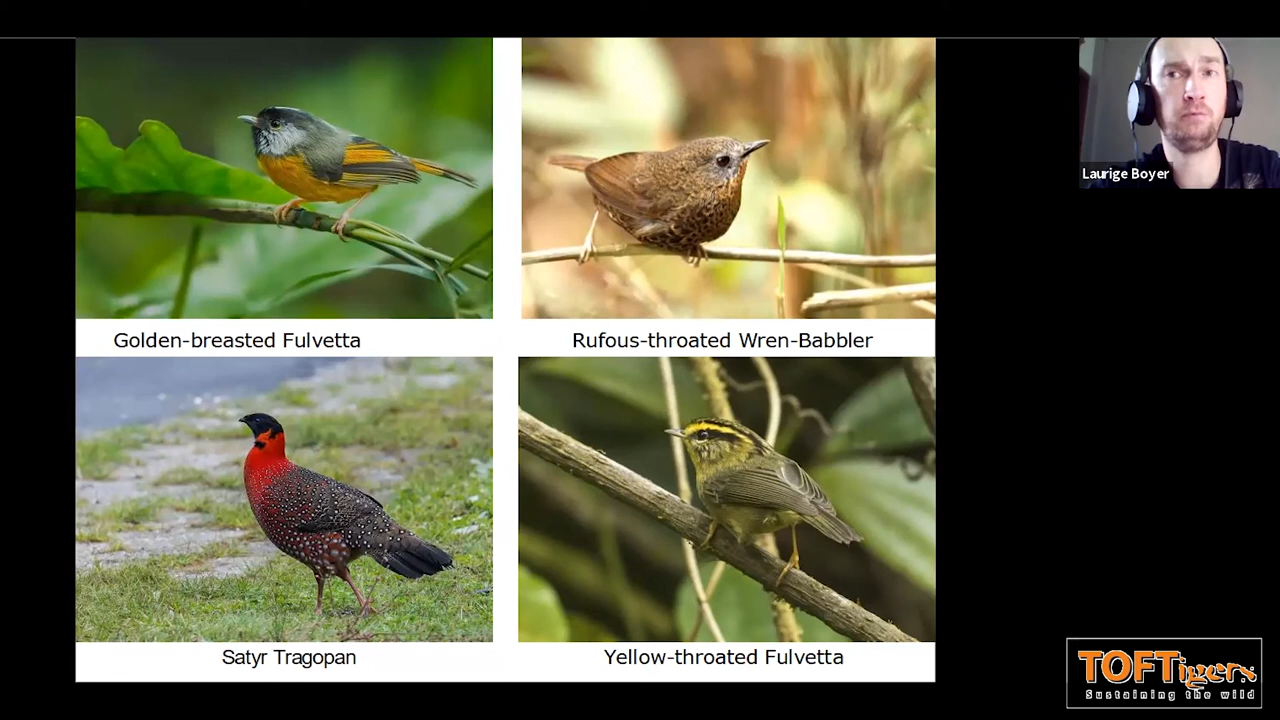 Laurige Boyer
Golden-breasted Fulvetta
Rufous-throated Wren-Babbler
Satyr Tragopan
Yellow-throated Fulvetta
TOFTigers
Sustaining the wild